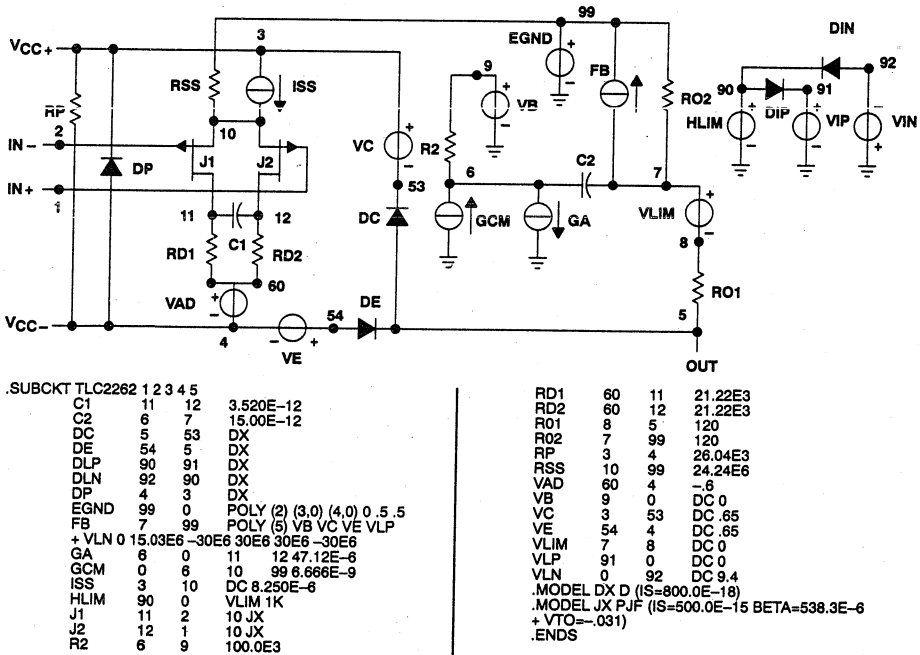 99
3
EGND
+
−
FB
RO2
DIN
92
90
91
HLIM
+
−
DIP
VIP
+
−
VIN
−
+
VCC+
RP
RSS
ISS
10
9
VB
+
−
R2
VC
+
−
2
IN −
J1
J2
DP
IN +
1
53
6
C2
7
GCM
GA
VLIM
+
−
8
DC
11
12
C1
RD1
RD2
60
VAD
+
−
DE
54
RO1
5
VCC−
4
−
+
VE
OUT
.SUBCKT TLC2262 1 2 3 4 5
C1 11 12 3.520E−12
C2 6 7 15.00E−12
DC 5 53 DX
DE 54 5 DX
DLP 90 91 DX
DLN 92 90 DX
DP 4 3 DX
EGND 99 0 POLY (2) (3,0) (4,0) 0 .5 .5
FB 7 99 POLY (5) VB VC VE VLP
+ VLN 0 15.03E6 −30E6 30E6 30E6 −30E6
GA 6 0 11 12 47.12E−6
GCM 0 6 10 99 6.666E−9
ISS 3 10 DC 8.250E−6
HLIM 90 0 VLIM 1K
J1 11 2 10 JX
J2 12 1 10 JX
R2 6 9 100.0E3
RD1 60 11 21.22E3
RD2 60 12 21.22E3
R01 8 5 120
R02 7 99 120
RP 3 4 26.04E3
RSS 10 99 24.24E6
VAD 60 4 −.6
VB 9 0 DC 0
VC 3 53 DC .65
VE 54 4 DC .65
VLIM 7 8 DC 0
VLP 91 0 DC 0
VLN 0 92 DC 9.4
.MODEL DX D (IS=800.0E−18)
.MODEL JX PJF (IS=500.0E−15 BETA=538.3E−6
+ VTO=−.031)
.ENDS